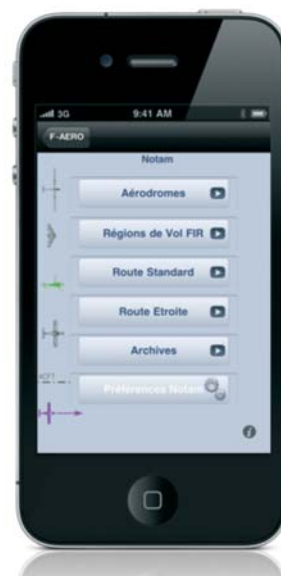 3G 9:41 AM
F-AERO
Notam
Aérodromes
Régions de Vol FIR
Route Standard
Route Etroite
Archives
Préférences Notam